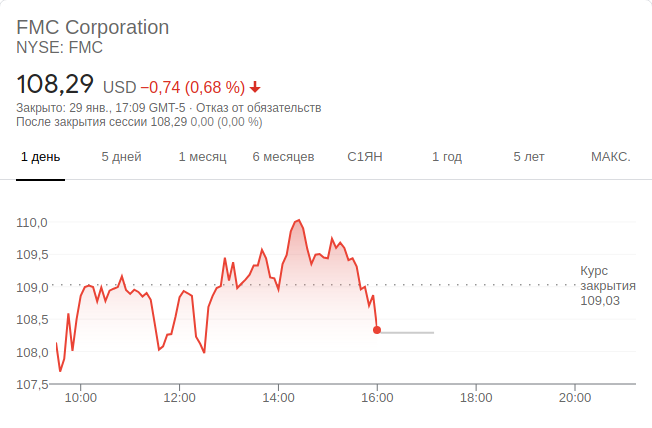 FMC Corporation
NYSE: FMC
108,29 USD −0,74 (0,68 %)
Закрыто: 29 янв., 17:09 GMT-5 · Отказ от обязательств
После закрытия сессии 108,29 0,00 (0,00 %)
1 день 5 дней 1 месяц 6 месяцев С1ЯН 1 год 5 лет МАКС.
110,0
109,5
Курс
109,0 закрытия
109,03
108,5
108,0
107,5
10:00 12:00 14:00 16:00 18:00 20:00